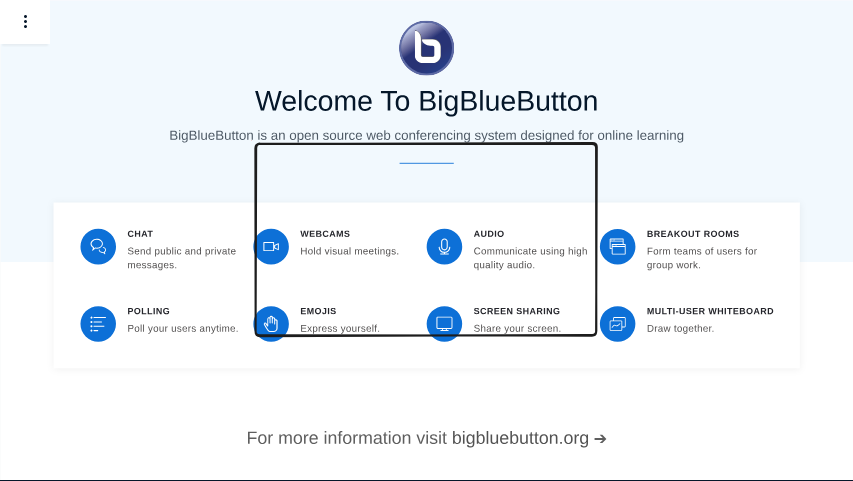 Welcome To BigBlueButton
BigBlueButton is an open source web conferencing system designed for online learning
CHAT
Send public and private
messages.
WEBCAMS
Hold visual meetings.
AUDIO
Communicate using high
quality audio.
BREAKOUT ROOMS
Form teams of users for
group work.
POLLING
Poll your users anytime.
EMOJIS
Express yourself.
SCREEN SHARING
Share your screen.
MULTI-USER WHITEBOARD
Draw together.
For more information visit bigbluebutton.org ➔